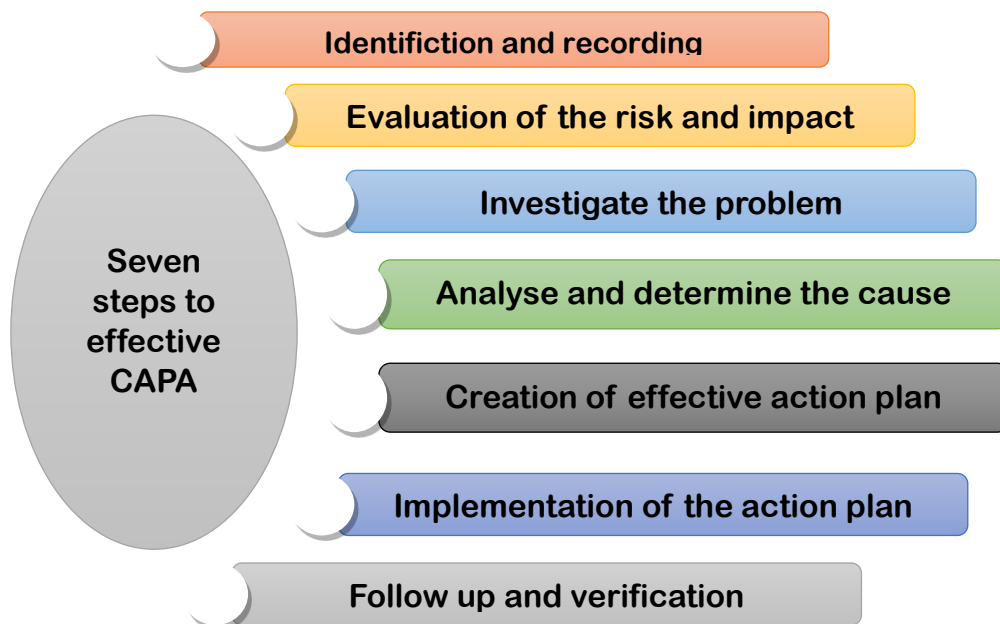 Identifiction and recording
Evaluation of the risk and impact
Investigate the problem
Seven
steps to
effective
CAPA
Analyse and determine the cause
Creation of effective action plan
Implementation of the action plan
Follow up and verification